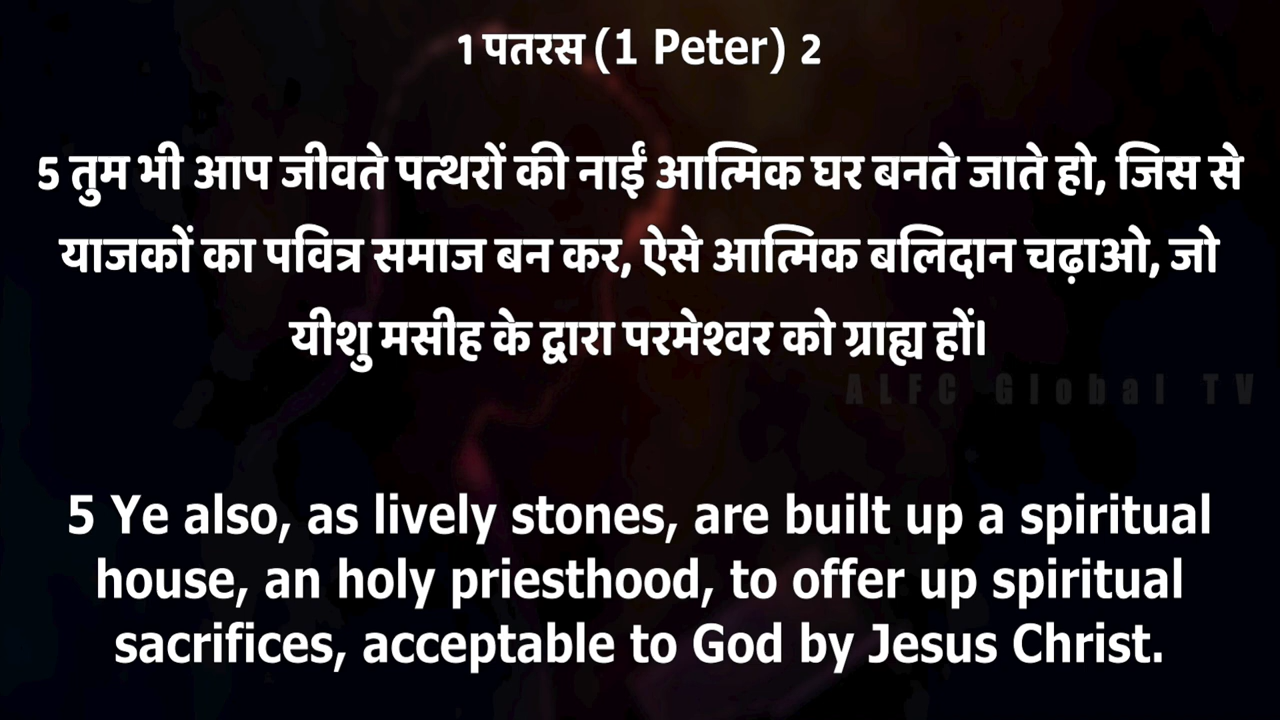 1 पतरस (1 Peter) 2
5 तुम भी आप जीवते पत्थरों की नाईं आत्मिक घर बनते जाते हो, जिस से
याजकों का पवित्र समाज बन कर, ऐसे आत्मिक बलिदान चढ़ाओ, जो
यीशु मसीह के द्वारा परमेश्वर को ग्राह्य हों।
ALFC Global TV
5 Ye also, as lively stones, are built up a spiritual
house, an holy priesthood, to offer up spiritual
sacrifices, acceptable to God by Jesus Christ.